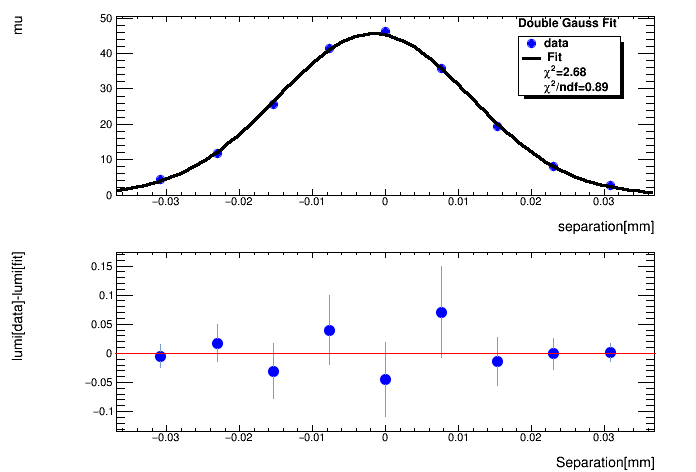 mu
Double Gauss Fit
data
Fit
χ²=2.68
χ²/ndf=0.89
50
40
30
20
10
0
−0.03 −0.02 −0.01 0 0.01 0.02 0.03
separation[mm]
lumi[data]-lumi[fit]
0.15
0.1
0.05
0
−0.05
−0.1
−0.03 −0.02 −0.01 0 0.01 0.02 0.03
Separation[mm]